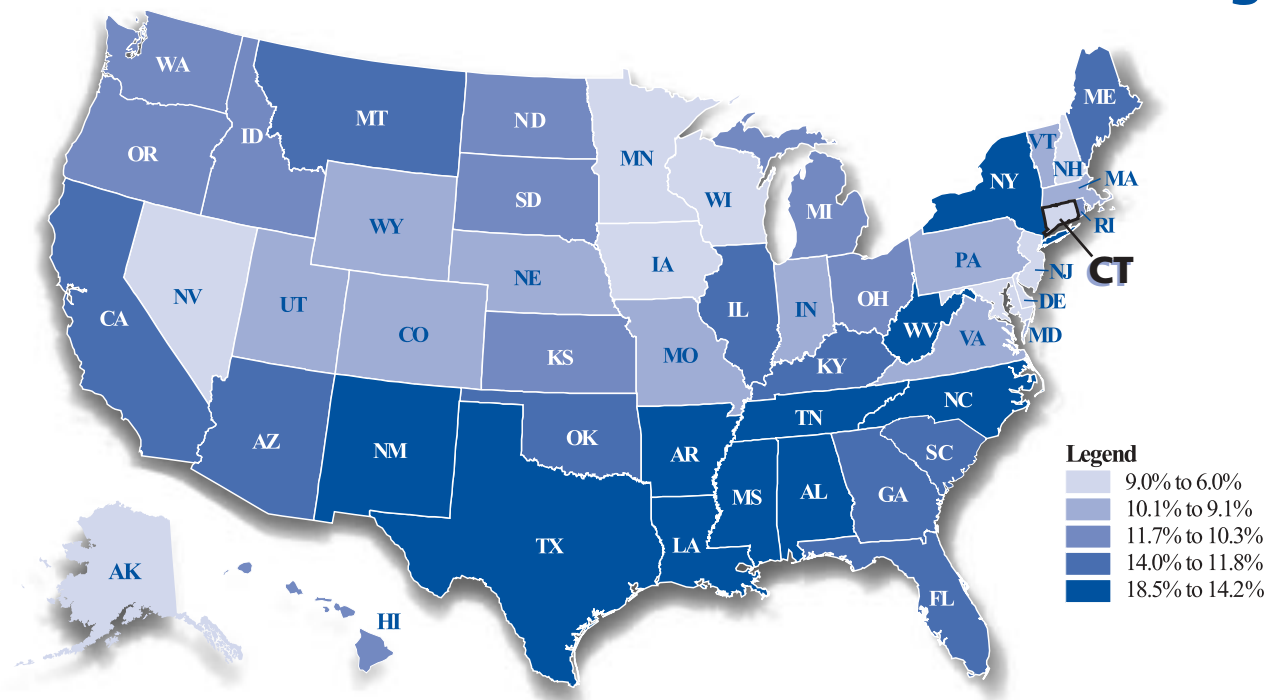 WA
MT
ND
MN
ME
OR
ID
SD
WI
MI
VT
NH
NY
MA
RI
WY
NE
IA
PA
CT
NJ
NV
UT
CO
CA
IL
IN
OH
DE
WV
VA
MD
KS
MO
KY
AZ
NM
OK
AR
TN
NC
SC
MS
AL
GA
TX
LA
FL
AK
HI
Legend
9.0% to 6.0%
10.1% to 9.1%
11.7% to 10.3%
14.0% to 11.8%
18.5% to 14.2%